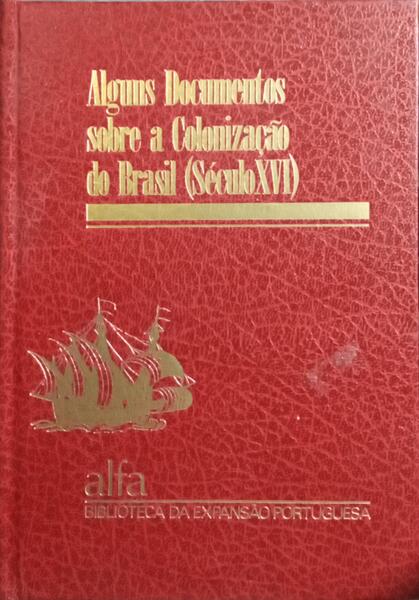 Alguns Documentos
sobre a Colonização
do Brasil (Século XVI)
alfa
BIBLIOTECA DA EXPANSÃO PORTUGUESA